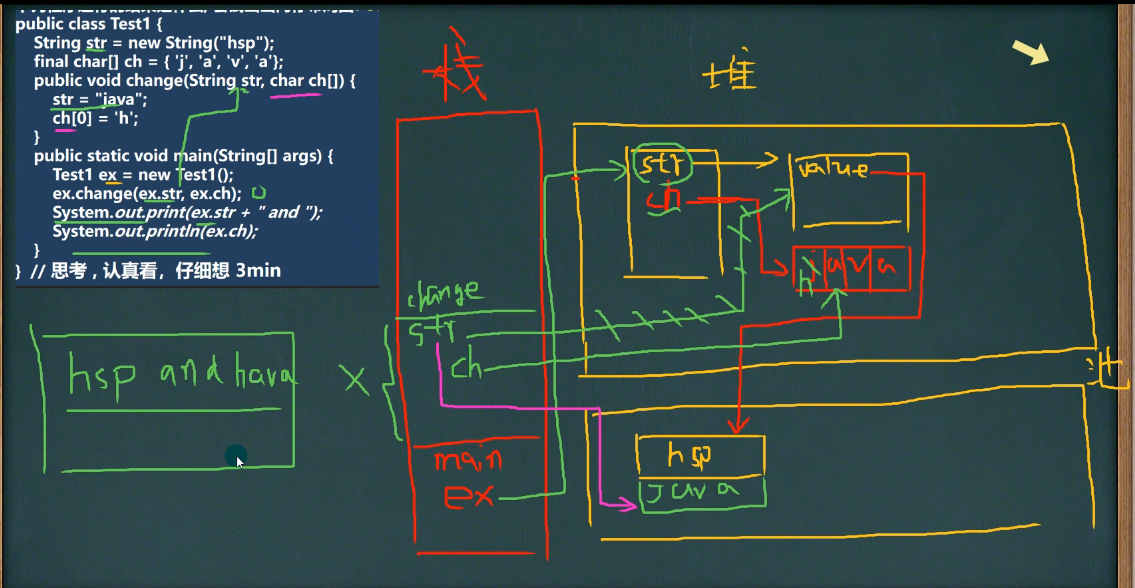 public class Test1 {
String str = new String("hsp");
final char[] ch = { 'j', 'a', 'v', 'a'};
public void change(String str, char ch[]) {
str = "java";
ch[0] = 'h';
}
public static void main(String[] args) {
Test1 ex = new Test1();
ex.change(ex.str, ex.ch);
System.out.print(ex.str + " and ");
System.out.println(ex.ch);
}
} // 思考，认真看，仔细想 3min
栈
堆
str
value
ch
j a v a
h
change
str
ch
hsp and hava
main
ex
hsp
java